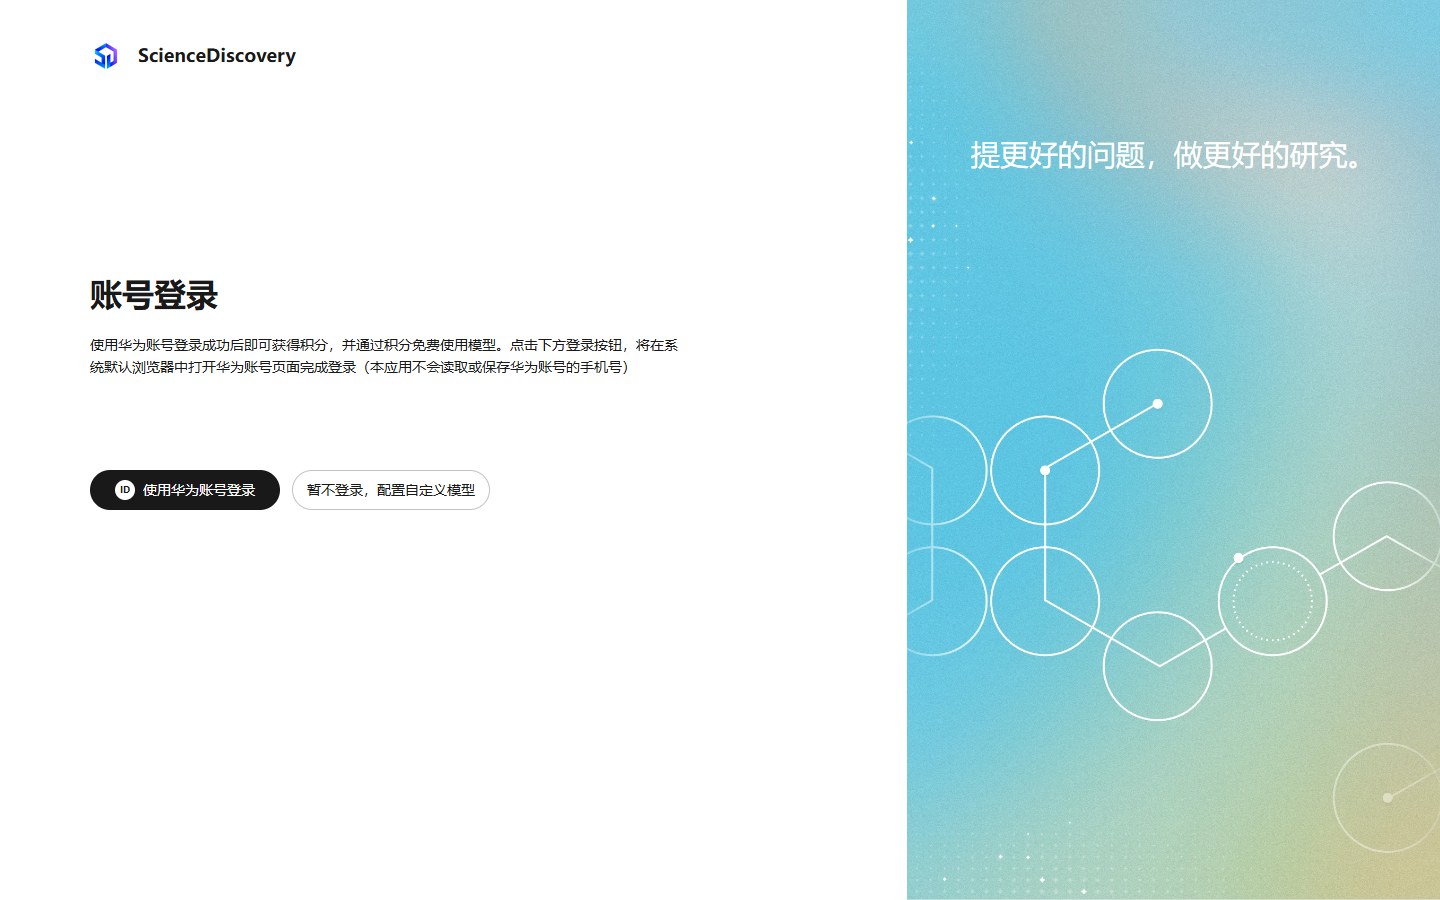 ScienceDiscovery
提更好的问题，做更好的研究。
账号登录
使用华为账号登录成功后即可获得积分，并通过积分免费使用模型。点击下方登录按钮，将在系
统默认浏览器中打开华为账号页面完成登录（本应用不会读取或保存华为账号的手机号）
ID 使用华为账号登录
暂不登录，配置自定义模型